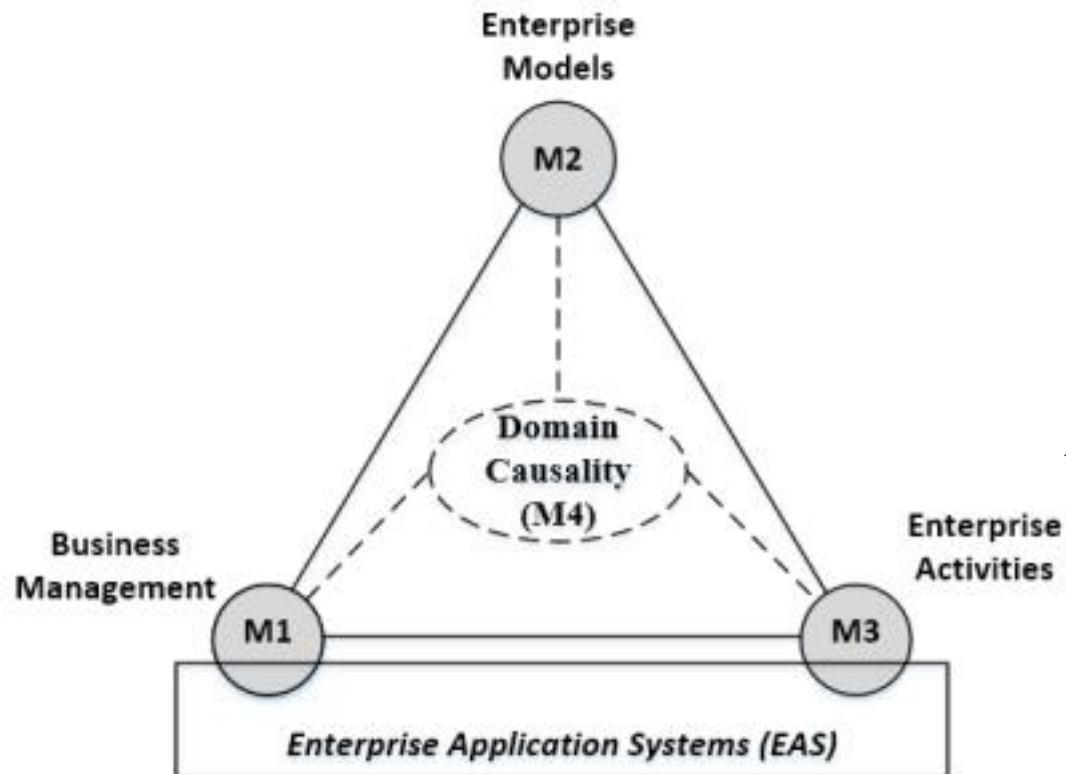 Enterprise
Models
M2
Domain
Causality
(M4)
Business
Management
Enterprise
Activities
M1
M3
Enterprise Application Systems (EAS)